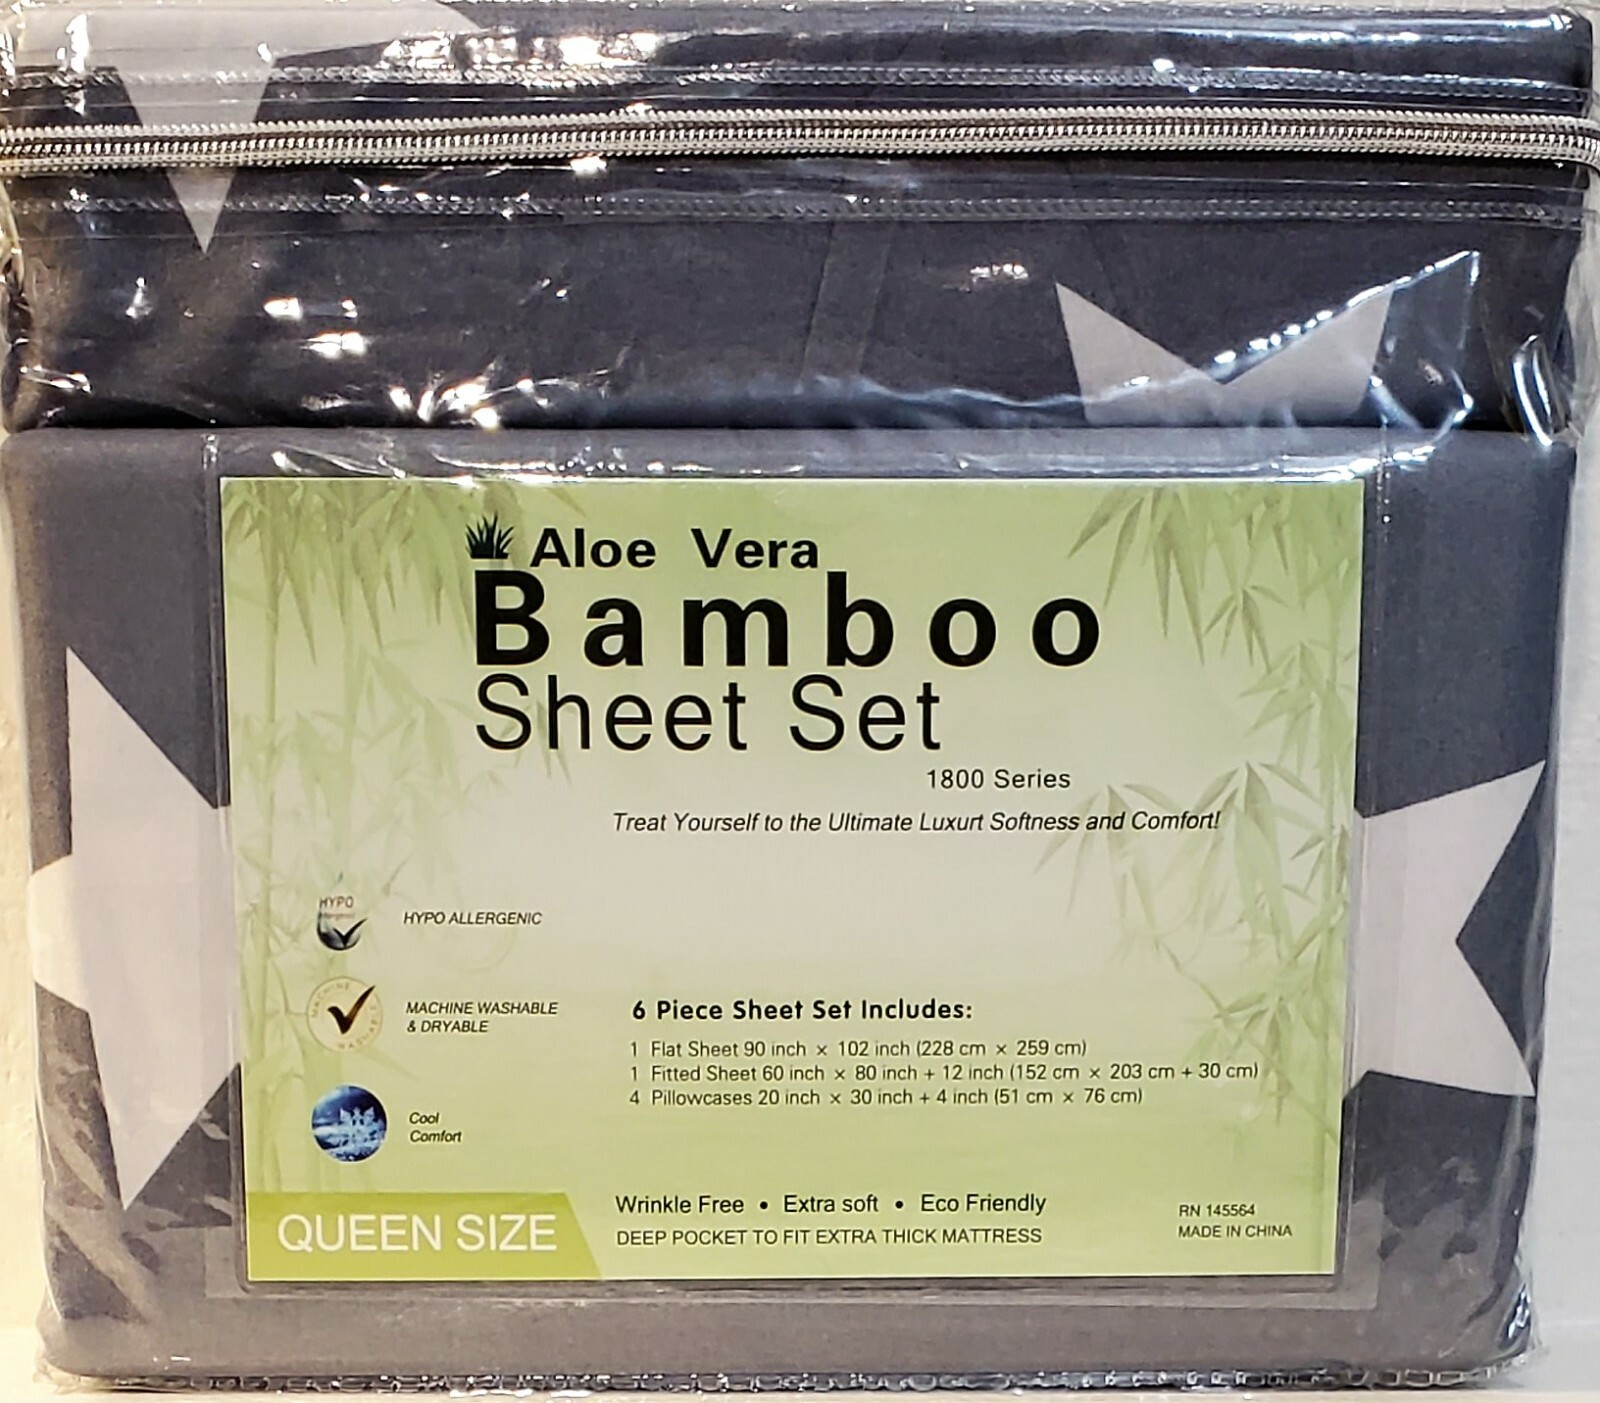 Aloe Vera
Bamboo
Sheet Set
1800 Series
Treat Yourself to the Ultimate Luxurt Softness and Comfort!
HYPO
HYPO ALLERGENIC
MACHINE WASHABLE
MACHINE WASHABLE
& DRYABLE
Cool
Comfort
6 Piece Sheet Set Includes:
1 Flat Sheet 90 inch × 102 inch (228 cm × 259 cm)
1 Fitted Sheet 60 inch × 80 inch + 12 inch (152 cm × 203 cm + 30 cm)
4 Pillowcases 20 inch × 30 inch + 4 inch (51 cm × 76 cm)
QUEEN SIZE
Wrinkle Free • Extra soft • Eco Friendly
DEEP POCKET TO FIT EXTRA THICK MATTRESS
RN 145564
MADE IN CHINA